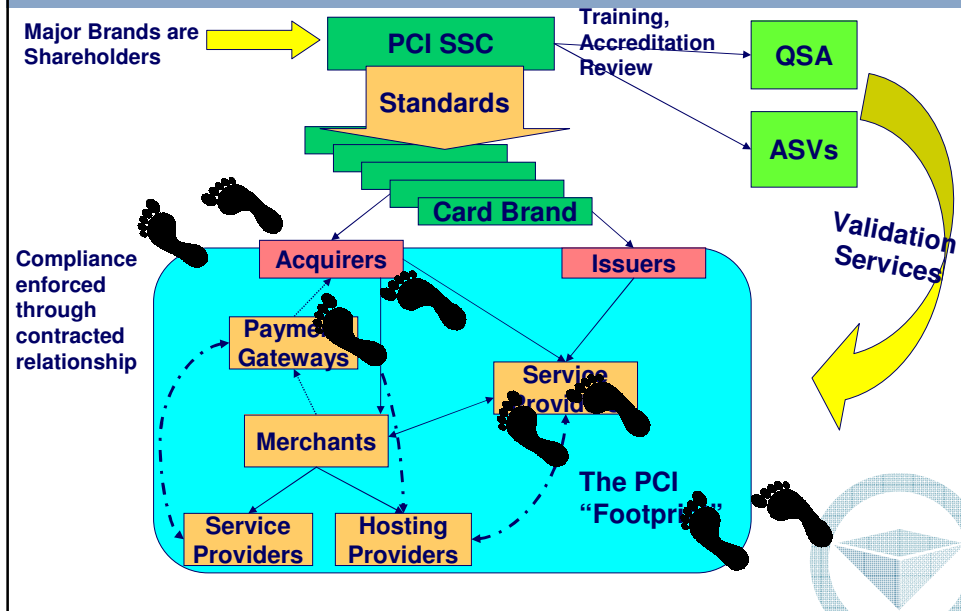 Major Brands are
Shareholders
PCI SSC
Training,
Accreditation
Review
QSA
Standards
ASVs
Card Brand
Validation
Services
Compliance
enforced
through
contracted
relationship
Acquirers
Issuers
Gateways
Service
Merchants
The PCI
Service
Providers
Hosting
Providers